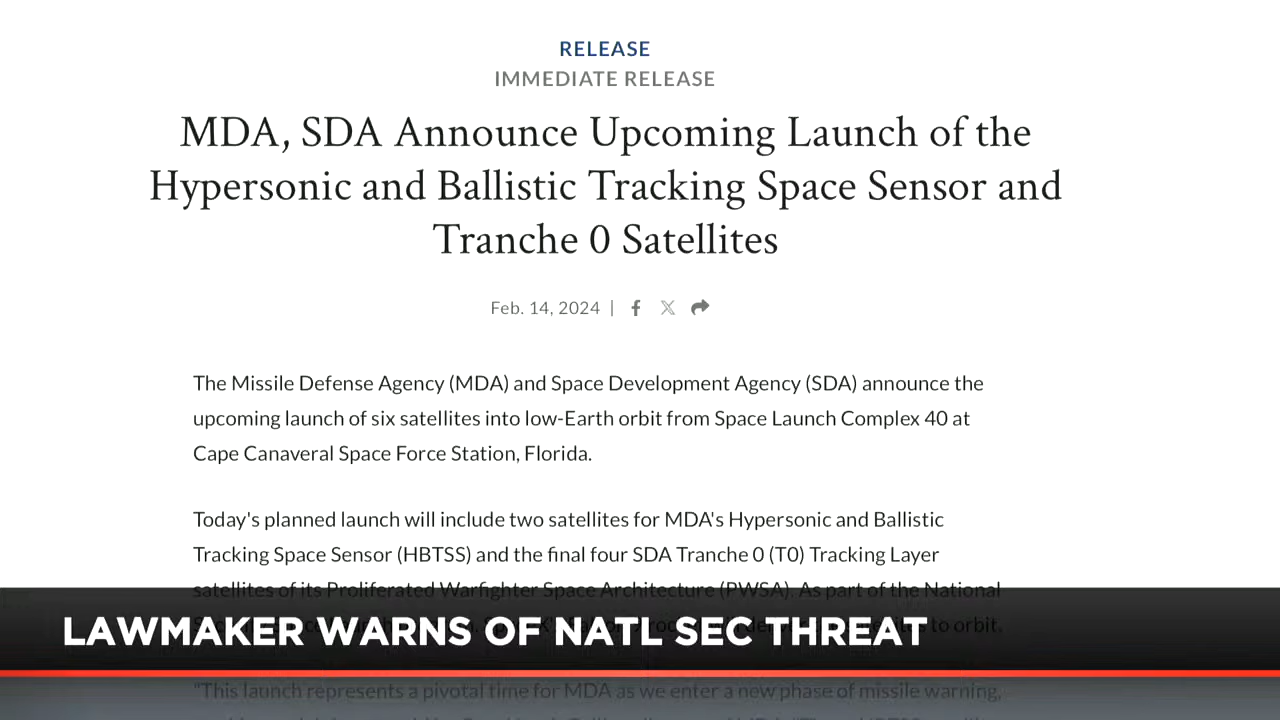 RELEASE
IMMEDIATE RELEASE
MDA, SDA Announce Upcoming Launch of the
Hypersonic and Ballistic Tracking Space Sensor and
Tranche 0 Satellites
Feb. 14, 2024 |
The Missile Defense Agency (MDA) and Space Development Agency (SDA) announce the
upcoming launch of six satellites into low-Earth orbit from Space Launch Complex 40 at
Cape Canaveral Space Force Station, Florida.
Today's planned launch will include two satellites for MDA's Hypersonic and Ballistic
Tracking Space Sensor (HBTSS) and the final four SDA Tranche 0 (T0) Tracking Layer
satellites of its Proliferated Warfighter Space Architecture (PWSA). As part of the National
to orbit.
LAWMAKER WARNS OF NATL SEC THREAT
"This launch represents a pivotal time for MDA as we enter a new phase of missile warning,